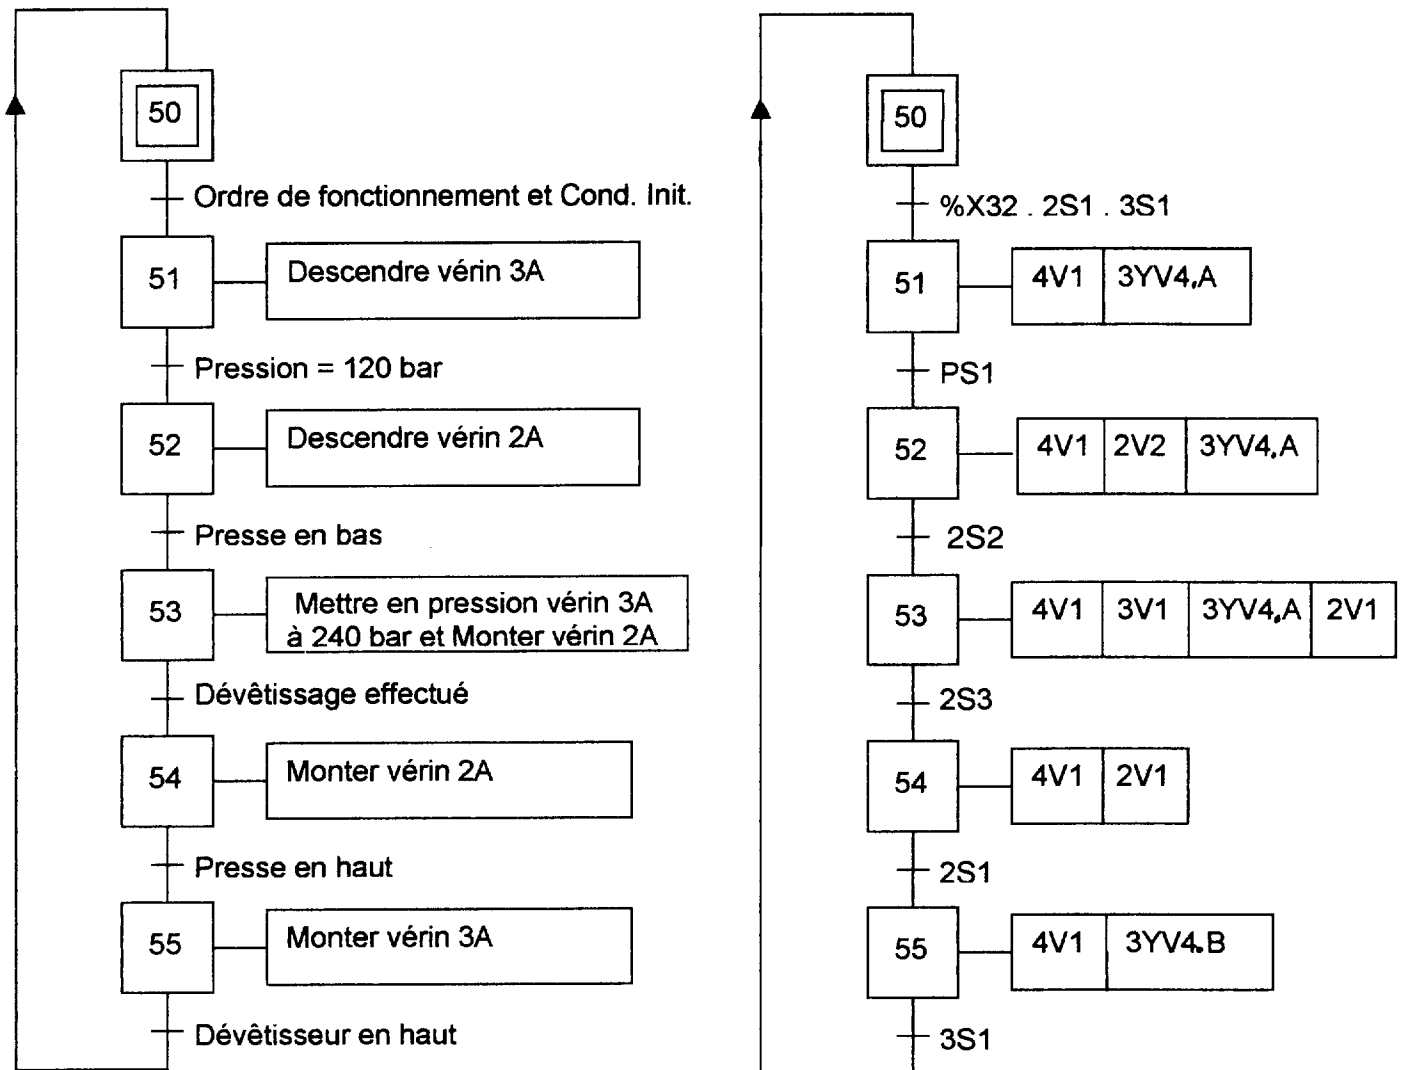 50
Ordre de fonctionnement et Cond. Init.
51
Descendre vérin 3A
Pression = 120 bar
52
Descendre vérin 2A
Presse en bas
53
Mettre en pression vérin 3A
à 240 bar et Monter vérin 2A
Dévêtissage effectué
54
Monter vérin 2A
Presse en haut
55
Monter vérin 3A
Dévêtisseur en haut
50
%X32 . 2S1 . 3S1
51
4V1 3YV4.A
PS1
52
4V1 2V2 3YV4.A
2S2
53
4V1 3V1 3YV4.A 2V1
2S3
54
4V1 2V1
2S1
55
4V1 3YV4.B
3S1